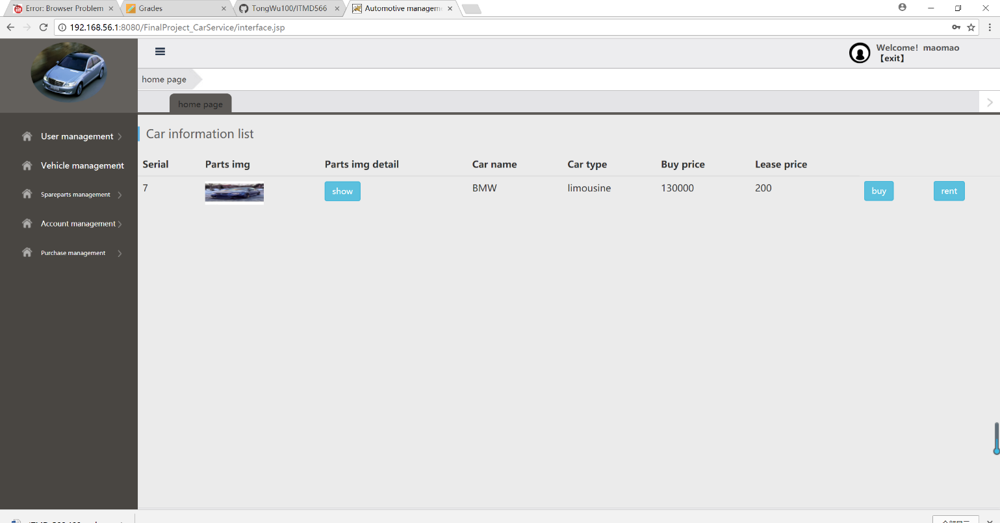 Error: Browser Problem
Grades
TongWu100/ITMD566
Automotive managem
192.168.56.1:8080/FinalProject_CarService/interface.jsp
Welcome! maomao
【exit】
home page
home page
User management
Vehicle management
Spareparts management
Account management
Purchase management
Car information list
Serial Parts img Parts img detail Car name Car type Buy price Lease price
7 show BMW limousine 130000 200 buy rent